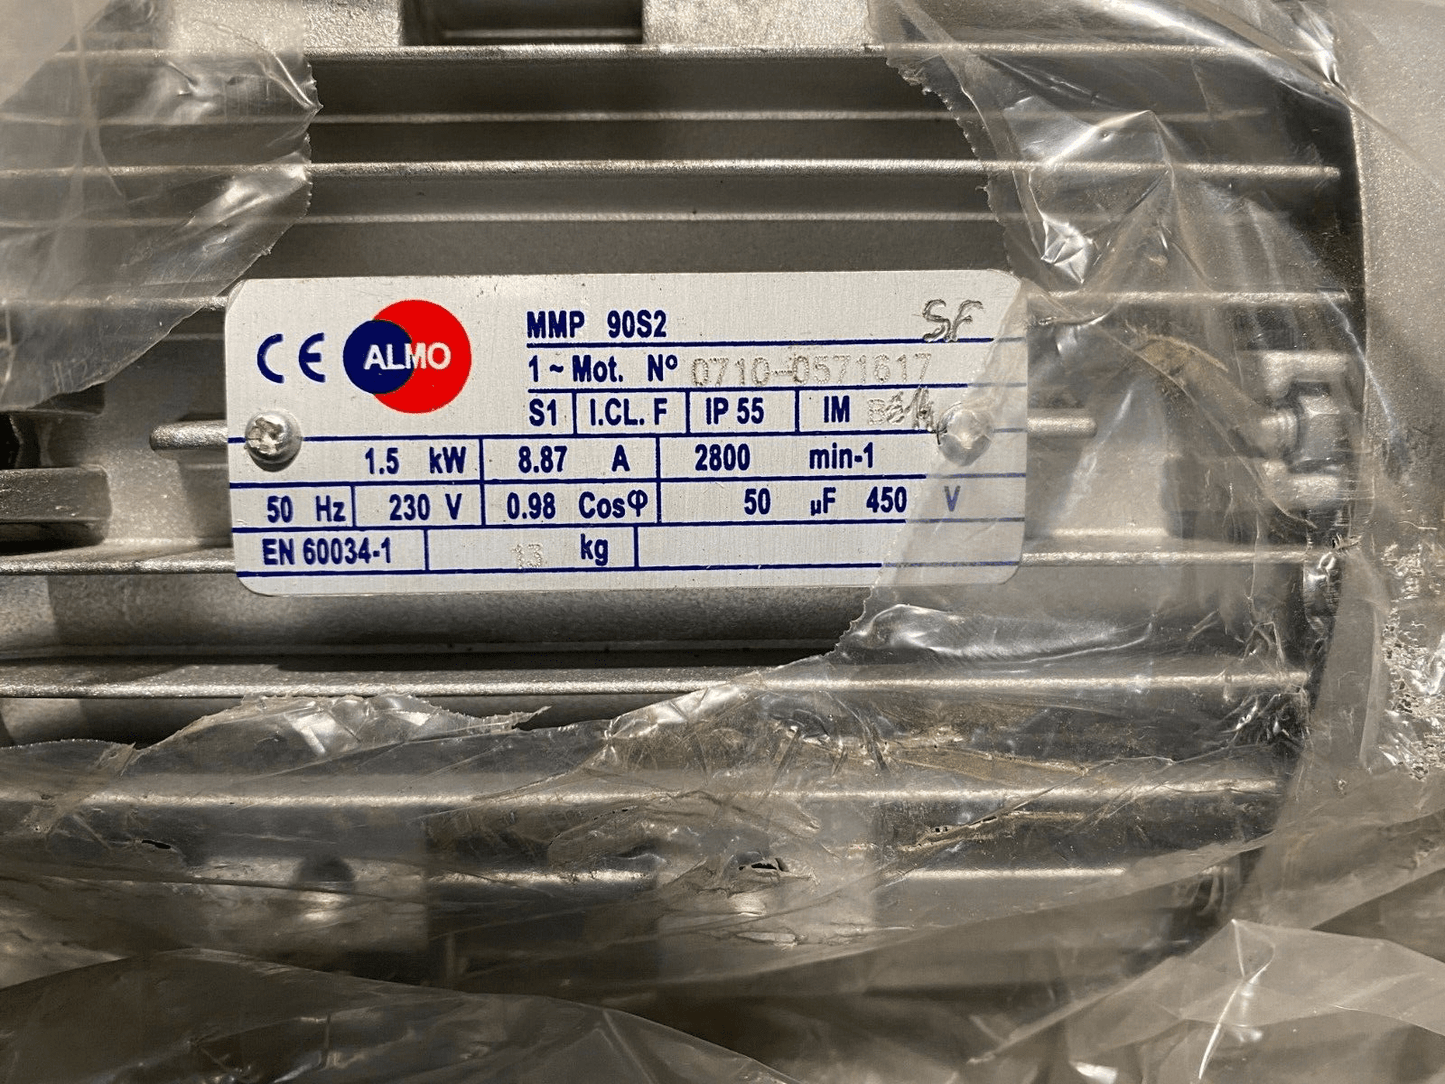 CE ALMO
MMP 90S2 SF
1~ Mot. Nº 0710-0571617
S1 I.CL. F IP 55 IM
1.5 kW 8.87 A 2800 min-1
50 Hz 230 V 0.98 Cosφ 50 µF 450 V
EN 60034-1 13 kg